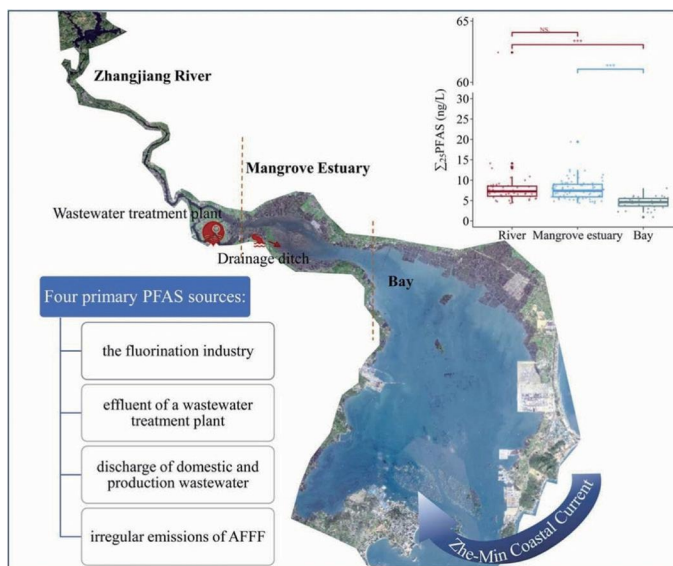 Zhangjiang River
Mangrove Estuary
Wastewater treatment plant
Drainage ditch
Bay
Four primary PFAS sources:
the fluorination industry
effluent of a wastewater
treatment plant
discharge of domestic and
production wastewater
irregular emissions of AFFF
Zhe-Min Coastal Current
∑₂₅PFAS (ng/L)
65
60
30
25
20
15
10
5
0
NS.
***
***
River
Mangrove estuary
Bay